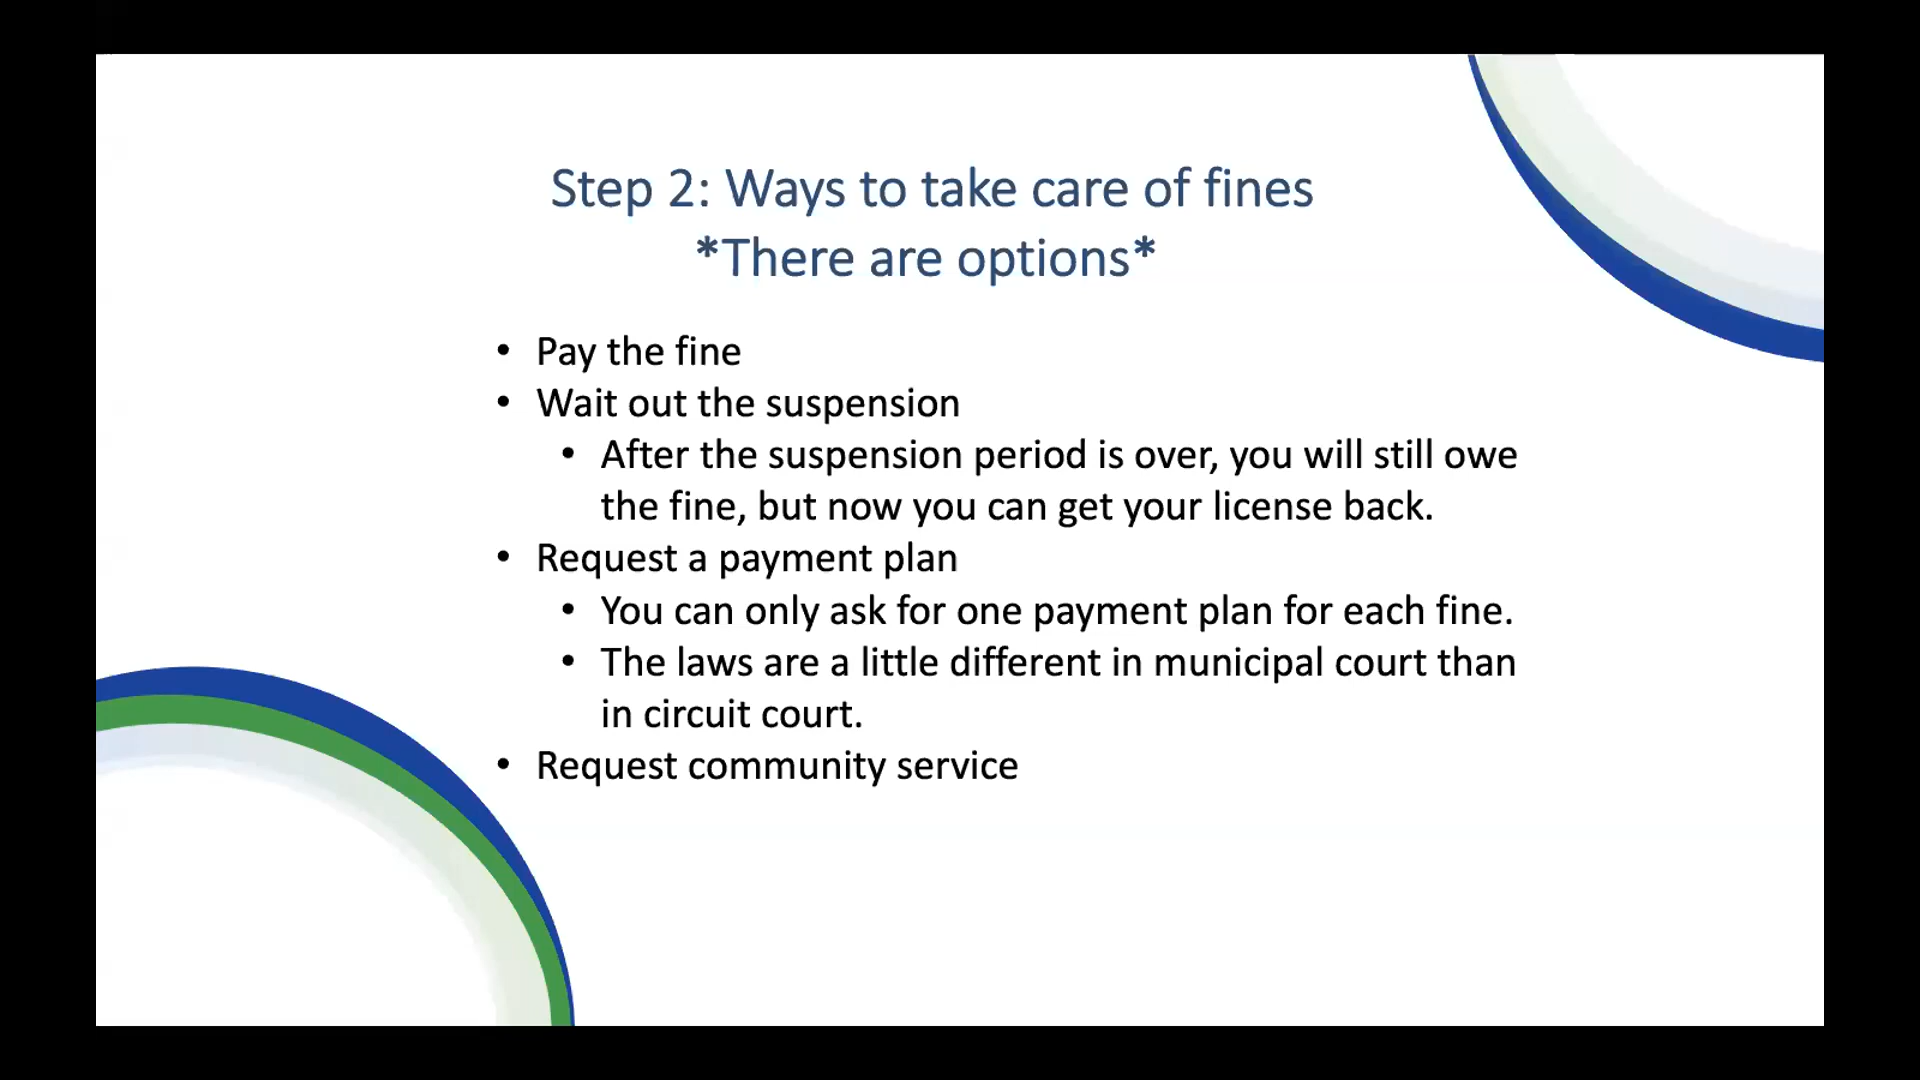 Step 2: Ways to take care of fines
*There are options*
• Pay the fine
• Wait out the suspension
• After the suspension period is over, you will still owe
the fine, but now you can get your license back.
• Request a payment plan
• You can only ask for one payment plan for each fine.
• The laws are a little different in municipal court than
in circuit court.
• Request community service